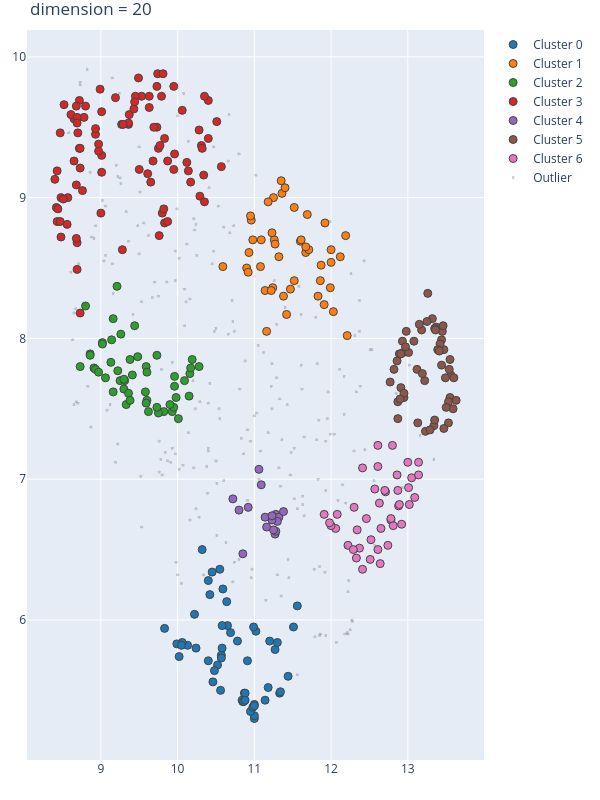 dimension = 20
Cluster 0
Cluster 1
Cluster 2
Cluster 3
Cluster 4
Cluster 5
Cluster 6
Outlier
10
9
8
7
6
9 10 11 12 13